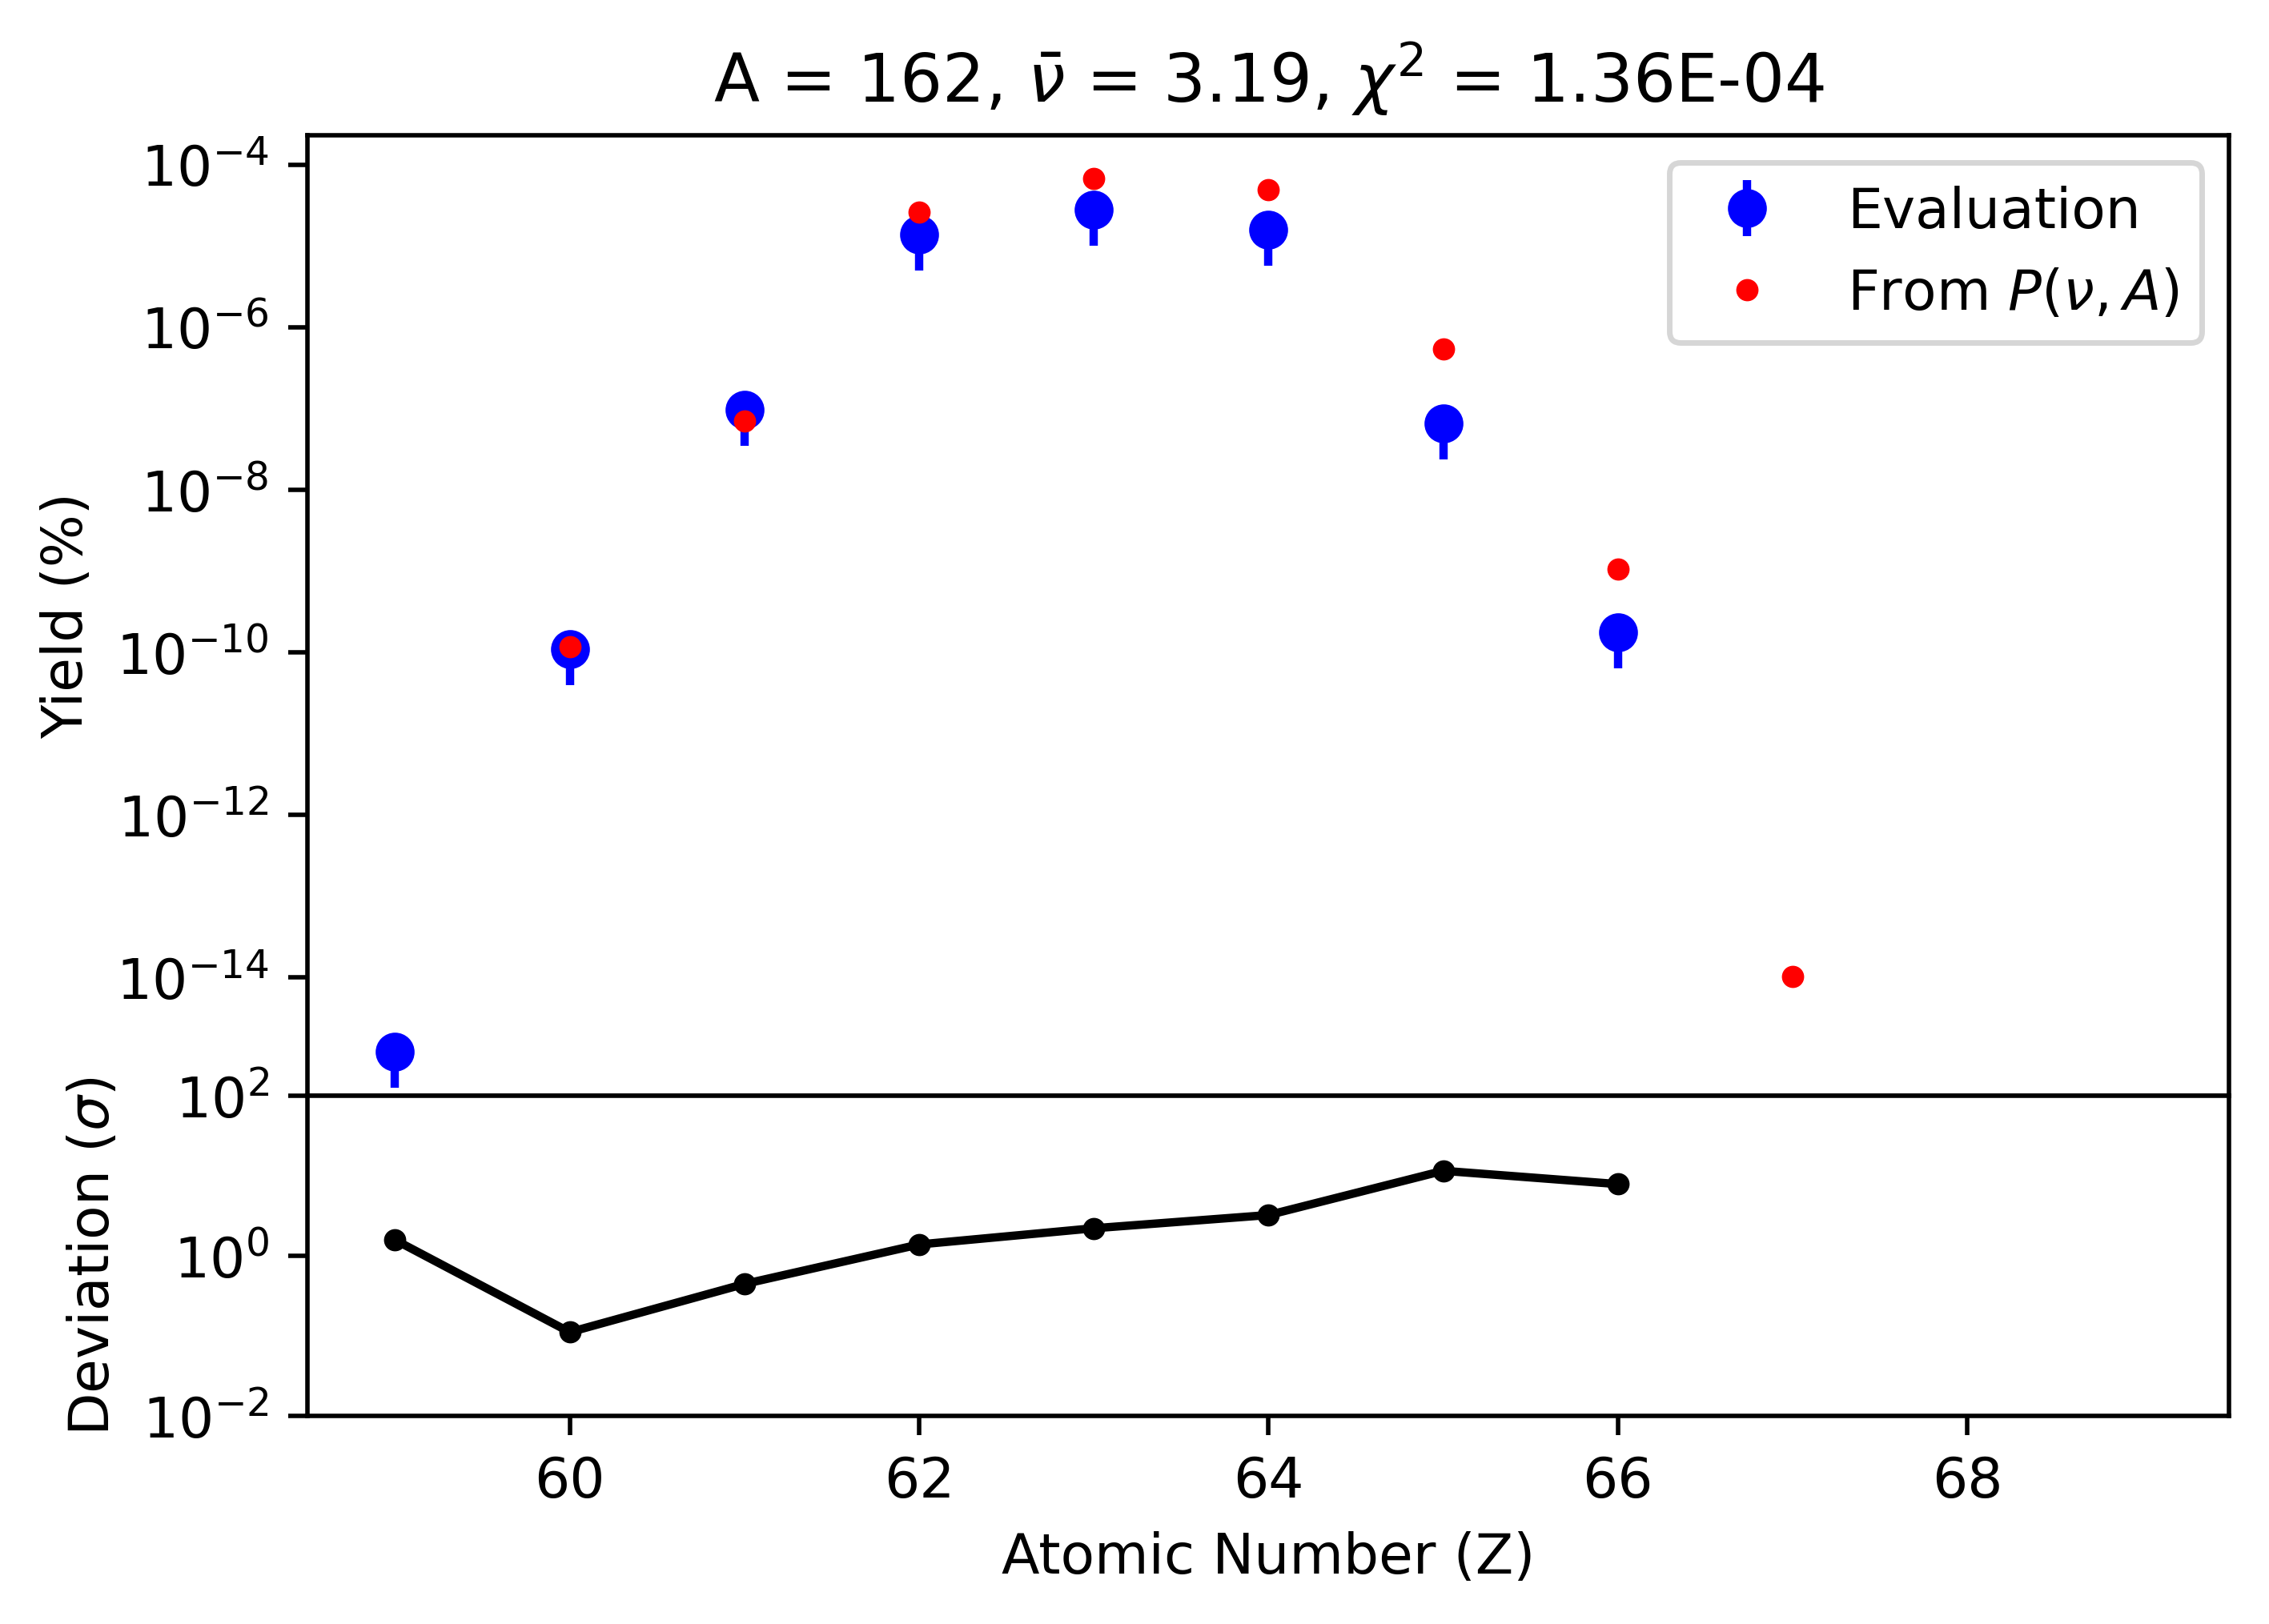 A = 162, ν̄ = 3.19, χ² = 1.36E-04
Evaluation
From P(ν, A)
Yield (%)
10⁻⁴
10⁻⁶
10⁻⁸
10⁻¹⁰
10⁻¹²
10⁻¹⁴
Deviation (σ)
10²
10⁰
10⁻²
60 62 64 66 68
Atomic Number (Z)